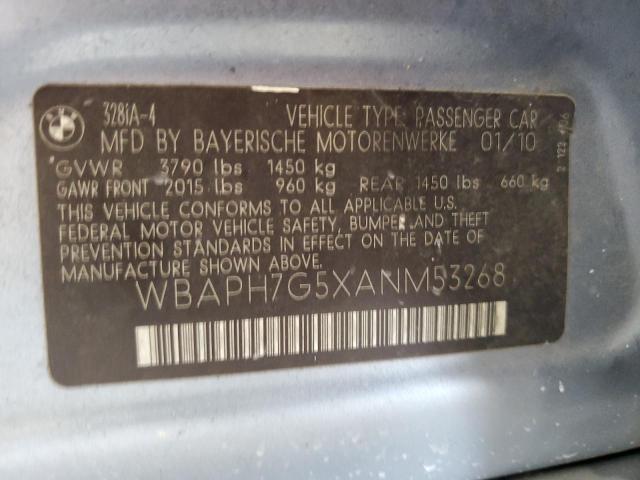 BMW
328iA-4 VEHICLE TYPE: PASSENGER CAR
MFD BY BAYERISCHE MOTORENWERKE 01/10
GVWR 3790 lbs 1450 kg
GAWR FRONT 2015 lbs 960 kg REAR 1450 lbs 660 kg
THIS VEHICLE CONFORMS TO ALL APPLICABLE U.S.
FEDERAL MOTOR VEHICLE SAFETY, BUMPER, AND THEFT
PREVENTION STANDARDS IN EFFECT ON THE DATE OF
MANUFACTURE SHOWN ABOVE.
WBAPH7G5XANM53268